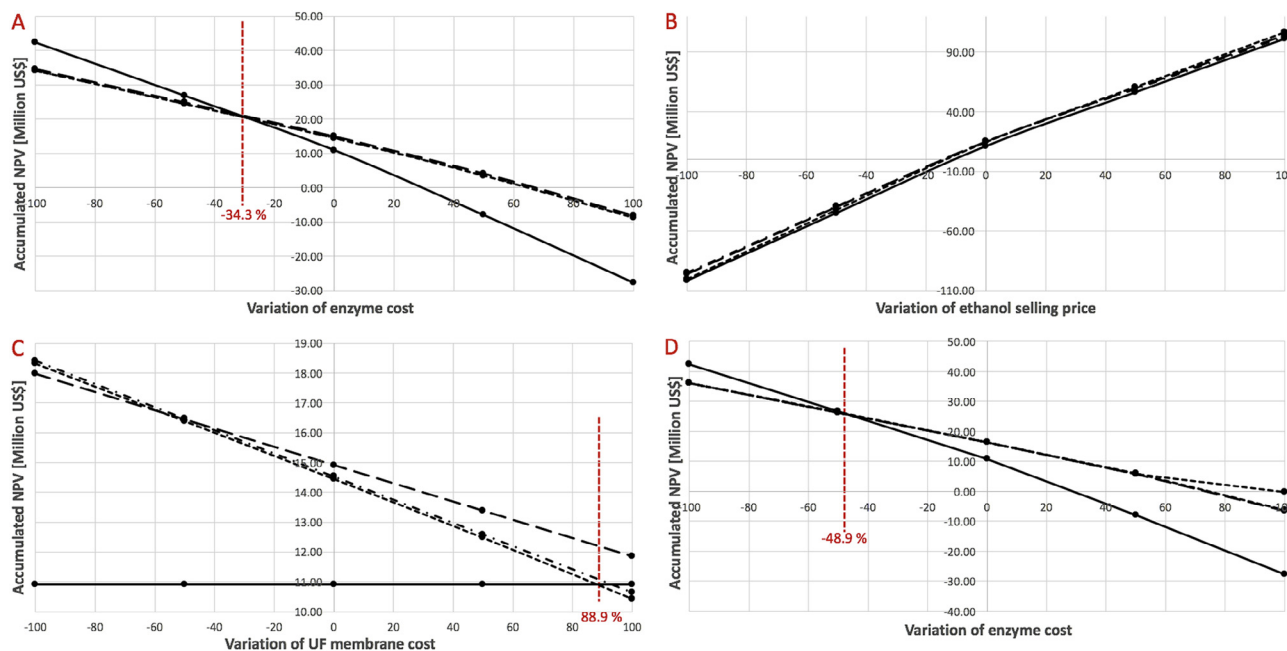 A
Accumulated NPV [Million US$]
50.00
40.00
30.00
20.00
10.00
0.00
-10.00
-20.00
-30.00
-100 -80 -60 -40 -20 0 20 40 60 80 100
-34.3 %
Variation of enzyme cost
B
Accumulated NPV [Million US$]
90.00
40.00
-10.00
-60.00
-110.00
-100 -80 -60 -40 -20 0 20 40 60 80 100
Variation of ethanol selling price
C
Accumulated NPV [Million US$]
19.00
18.00
17.00
16.00
15.00
14.00
13.00
12.00
11.00
10.00
-100 -80 -60 -40 -20 0 20 40 60 80 100
88.9 %
Variation of UF membrane cost
D
Accumulated NPV [Million US$]
50.00
40.00
30.00
20.00
10.00
0.00
-10.00
-20.00
-30.00
-40.00
-100 -80 -60 -40 -20 0 20 40 60 80 100
-48.9 %
Variation of enzyme cost